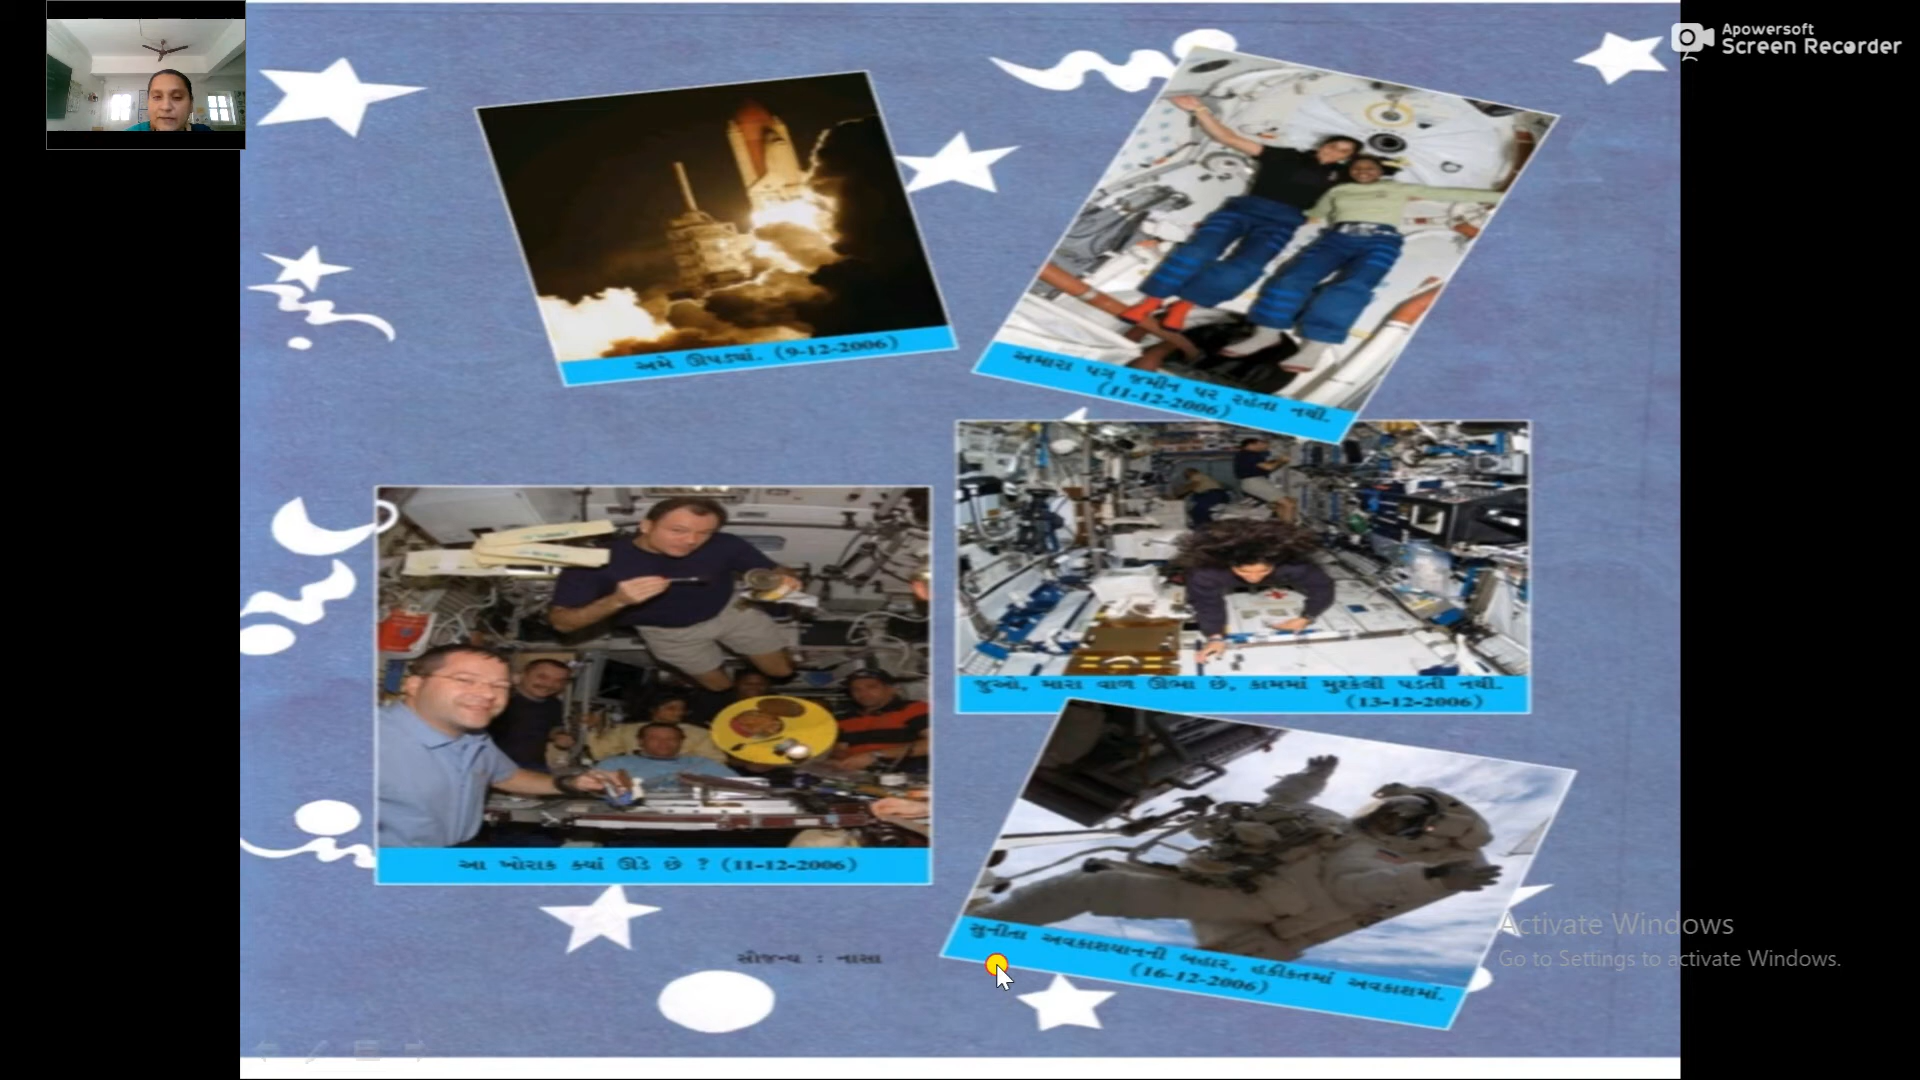 Apowersoft
Screen Recorder
અમે ઊપડ્યાં. (9-12-2006)
અમારા પગ જમીન પર રહેતા નથી.
(11-12-2006)
જુઓ, મારા વાળ ઊભા છે, કામમાં મુશ્કેલી પડતી નથી.
(13-12-2006)
આ ખોરાક ક્યાં ઊડે છે ? (11-12-2006)
સુનીતા અવકાશયાનની બહાર, હકીકતમાં અવકાશમાં.
(16-12-2006)
સૌજન્ય : નાસા
Activate Windows
Go to Settings to activate Windows.